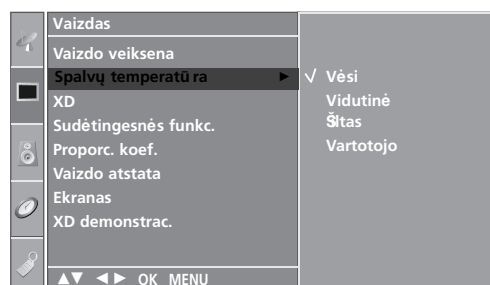 Vaizdas
Vaizdo veiksena
Spalvų temperatūra ►
XD
Sudėtingesnės funkc.
Proporc. koef.
Vaizdo atstata
Ekranas
XD demonstrac.
▲▼ ◄► OK MENU
√ Vėsi
Vidutinė
Šltas
Vartotojo